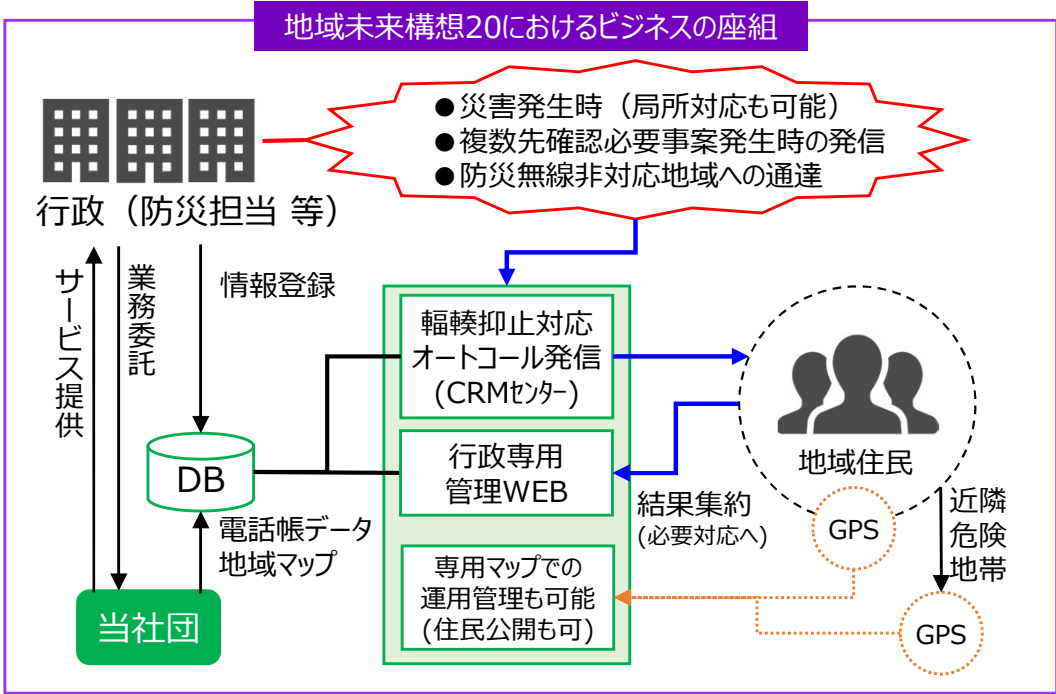 地域未来構想20におけるビジネスの座組
●災害発生時（局所対応も可能）
●複数先確認必要事案発生時の発信
●防災無線非対応地域への通達
行政（防災担当 等）
サービス提供
業務委託
情報登録
輻輳抑止対応
オートコール発信
(CRMｾﾝﾀｰ)
DB
行政専用
管理WEB
地域住民
結果集約
(必要対応へ)
電話帳データ
地域マップ
専用マップでの
運用管理も可能
(住民公開も可)
GPS
近隣
危険
地帯
GPS
当社団